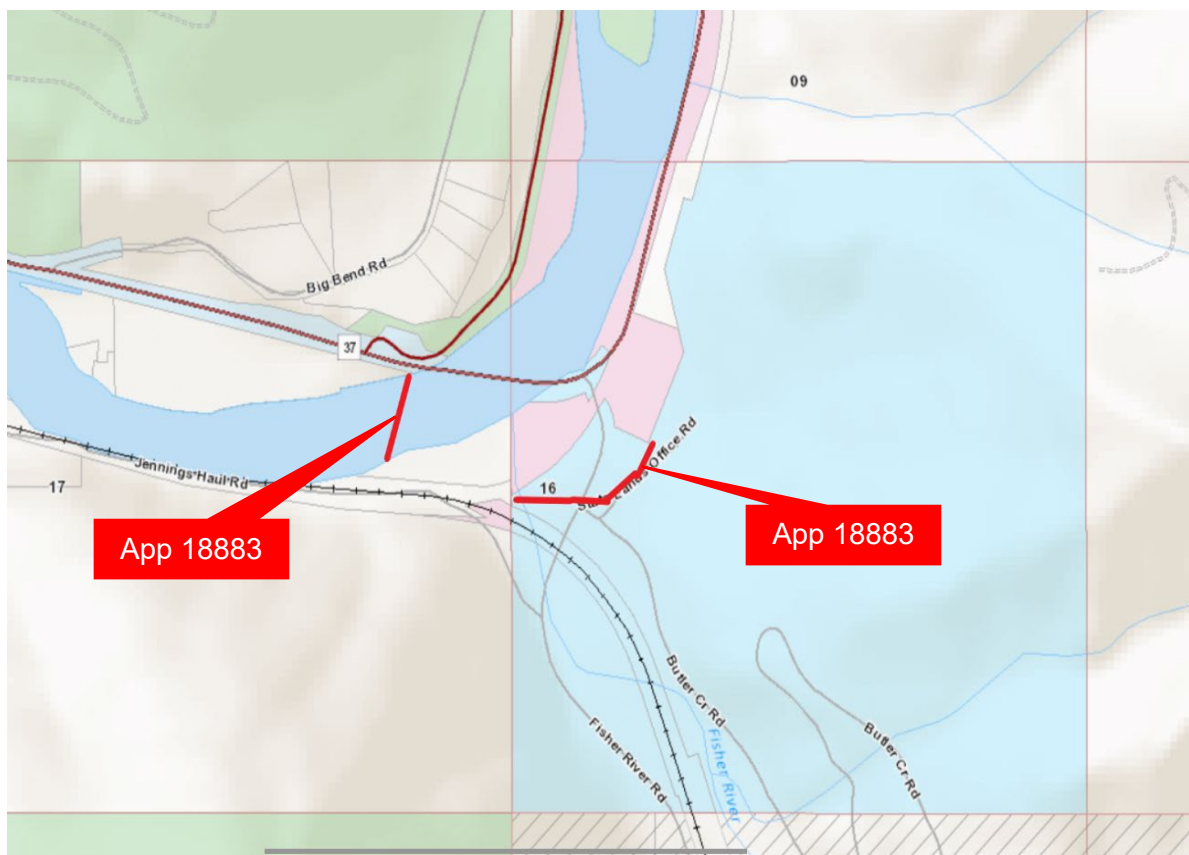 09
Big Bend Rd
37
Jennings Haul Rd
17
16
Office Rd
App 18883
App 18883
Butler Cr Rd
Fisher River Rd
Fisher River
Butler Cr Rd